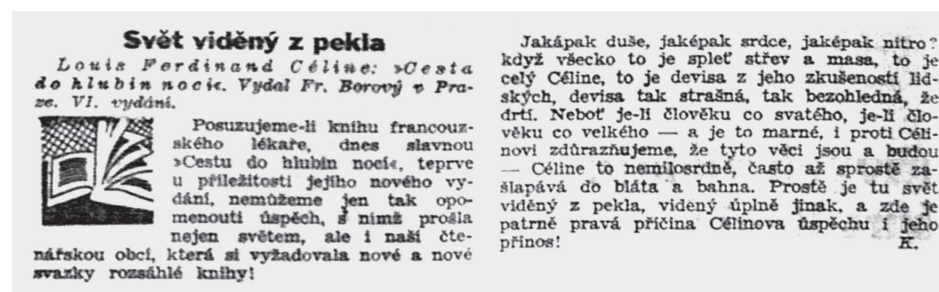 Svět viděný z pekla
Louis Ferdinand Céline: »Cesta
do hlubin noci«. Vydal Fr. Borový v Pra-
ze. VI. vydání.
Posuzujeme-li knihu francouz-
ského lékaře, dnes slavnou
»Cestu do hlubin noci«, teprve
u příležitosti jejího nového vy-
dání, nemůžeme jen tak opo-
menouti úspěch, s nímž prošla
nejen světem, ale i naší čte-
nářskou obcí, která si vyžadovala nové a nové
svazky rozsáhlé knihy!
Jakápak duše, jaképak srdce, jaképak nitro?
když všecko to je spleť střev a masa, to je
celý Céline, to je devisa z jeho zkušeností lid-
ských, devisa tak strašná, tak bezohledná, že
drtí. Neboť je-li člověku co svatého, je-li člo-
věku co velkého — a je to marné, i proti Céli-
novi zdůrazňujeme, že tyto věci jsou a budou
— Céline to nemilosrdně, často až sprostě za-
šlapává do bláta a bahna. Prostě je tu svět
viděný z pekla, videný úplně jinak, a zde je
patrně pravá příčina Célinova úspěchu i jeho
přínos!
K.